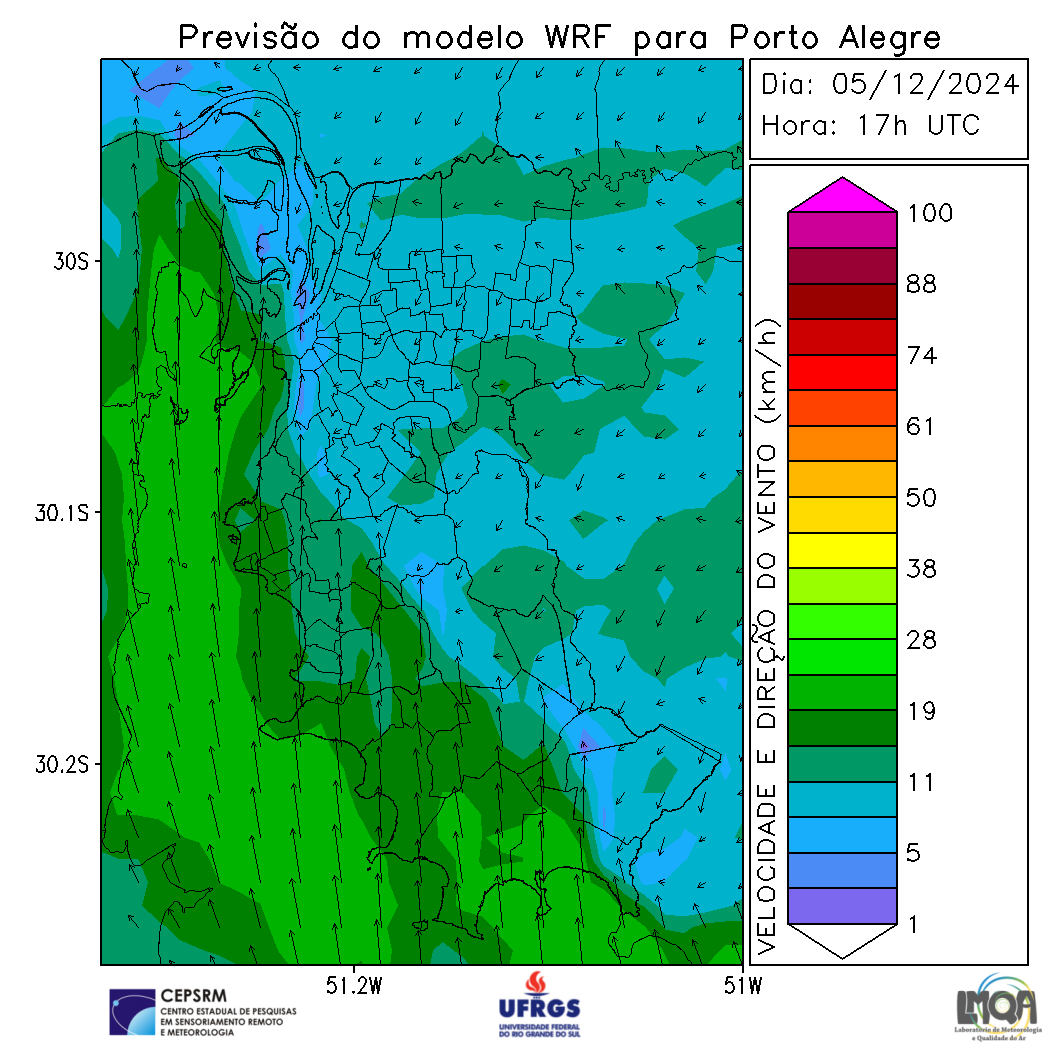 Previsão do modelo WRF para Porto Alegre
Dia: 05/12/2024
Hora: 17h UTC
30S
30.1S
30.2S
51.2W
51W
VELOCIDADE E DIREÇÃO DO VENTO (km/h)
100
88
74
61
50
38
28
19
11
5
1
CEPSRM
CENTRO ESTADUAL DE PESQUISAS
EM SENSORIAMENTO REMOTO
E METEOROLOGIA
UFRGS
UNIVERSIDADE FEDERAL
DO RIO GRANDE DO SUL
LMQA
Laboratório de Meteorologia
e Qualidade do Ar